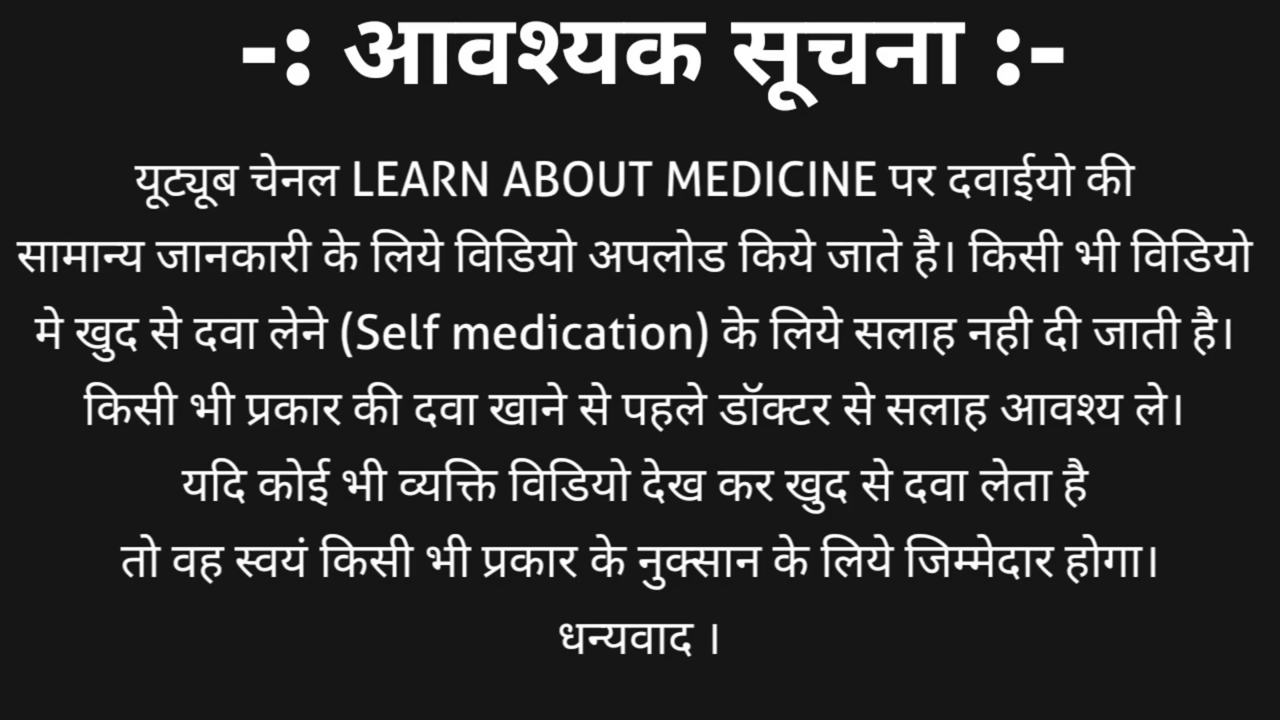 -: आवश्यक सूचना :-
यूट्यूब चेनल LEARN ABOUT MEDICINE पर दवाईयो की
सामान्य जानकारी के लिये विडियो अपलोड किये जाते है। किसी भी विडियो
मे खुद से दवा लेने (Self medication) के लिये सलाह नही दी जाती है।
किसी भी प्रकार की दवा खाने से पहले डॉक्टर से सलाह आवश्य ले।
यदि कोई भी व्यक्ति विडियो देख कर खुद से दवा लेता है
तो वह स्वयं किसी भी प्रकार के नुक्सान के लिये जिम्मेदार होगा।
धन्यवाद ।